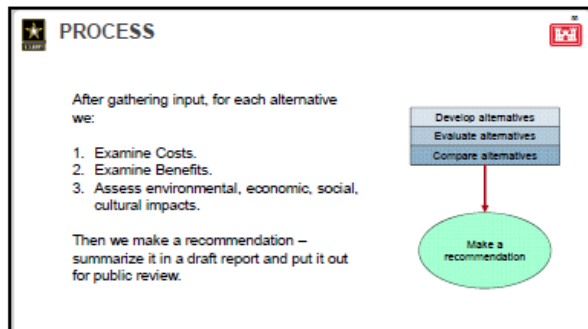 PROCESS
After gathering input, for each alternative
we:
1. Examine Costs.
2. Examine Benefits.
3. Assess environmental, economic, social,
cultural impacts.
Then we make a recommendation –
summarize it in a draft report and put it out
for public review.
Develop alternatives
Evaluate alternatives
Compare alternatives
Make a
recommendation